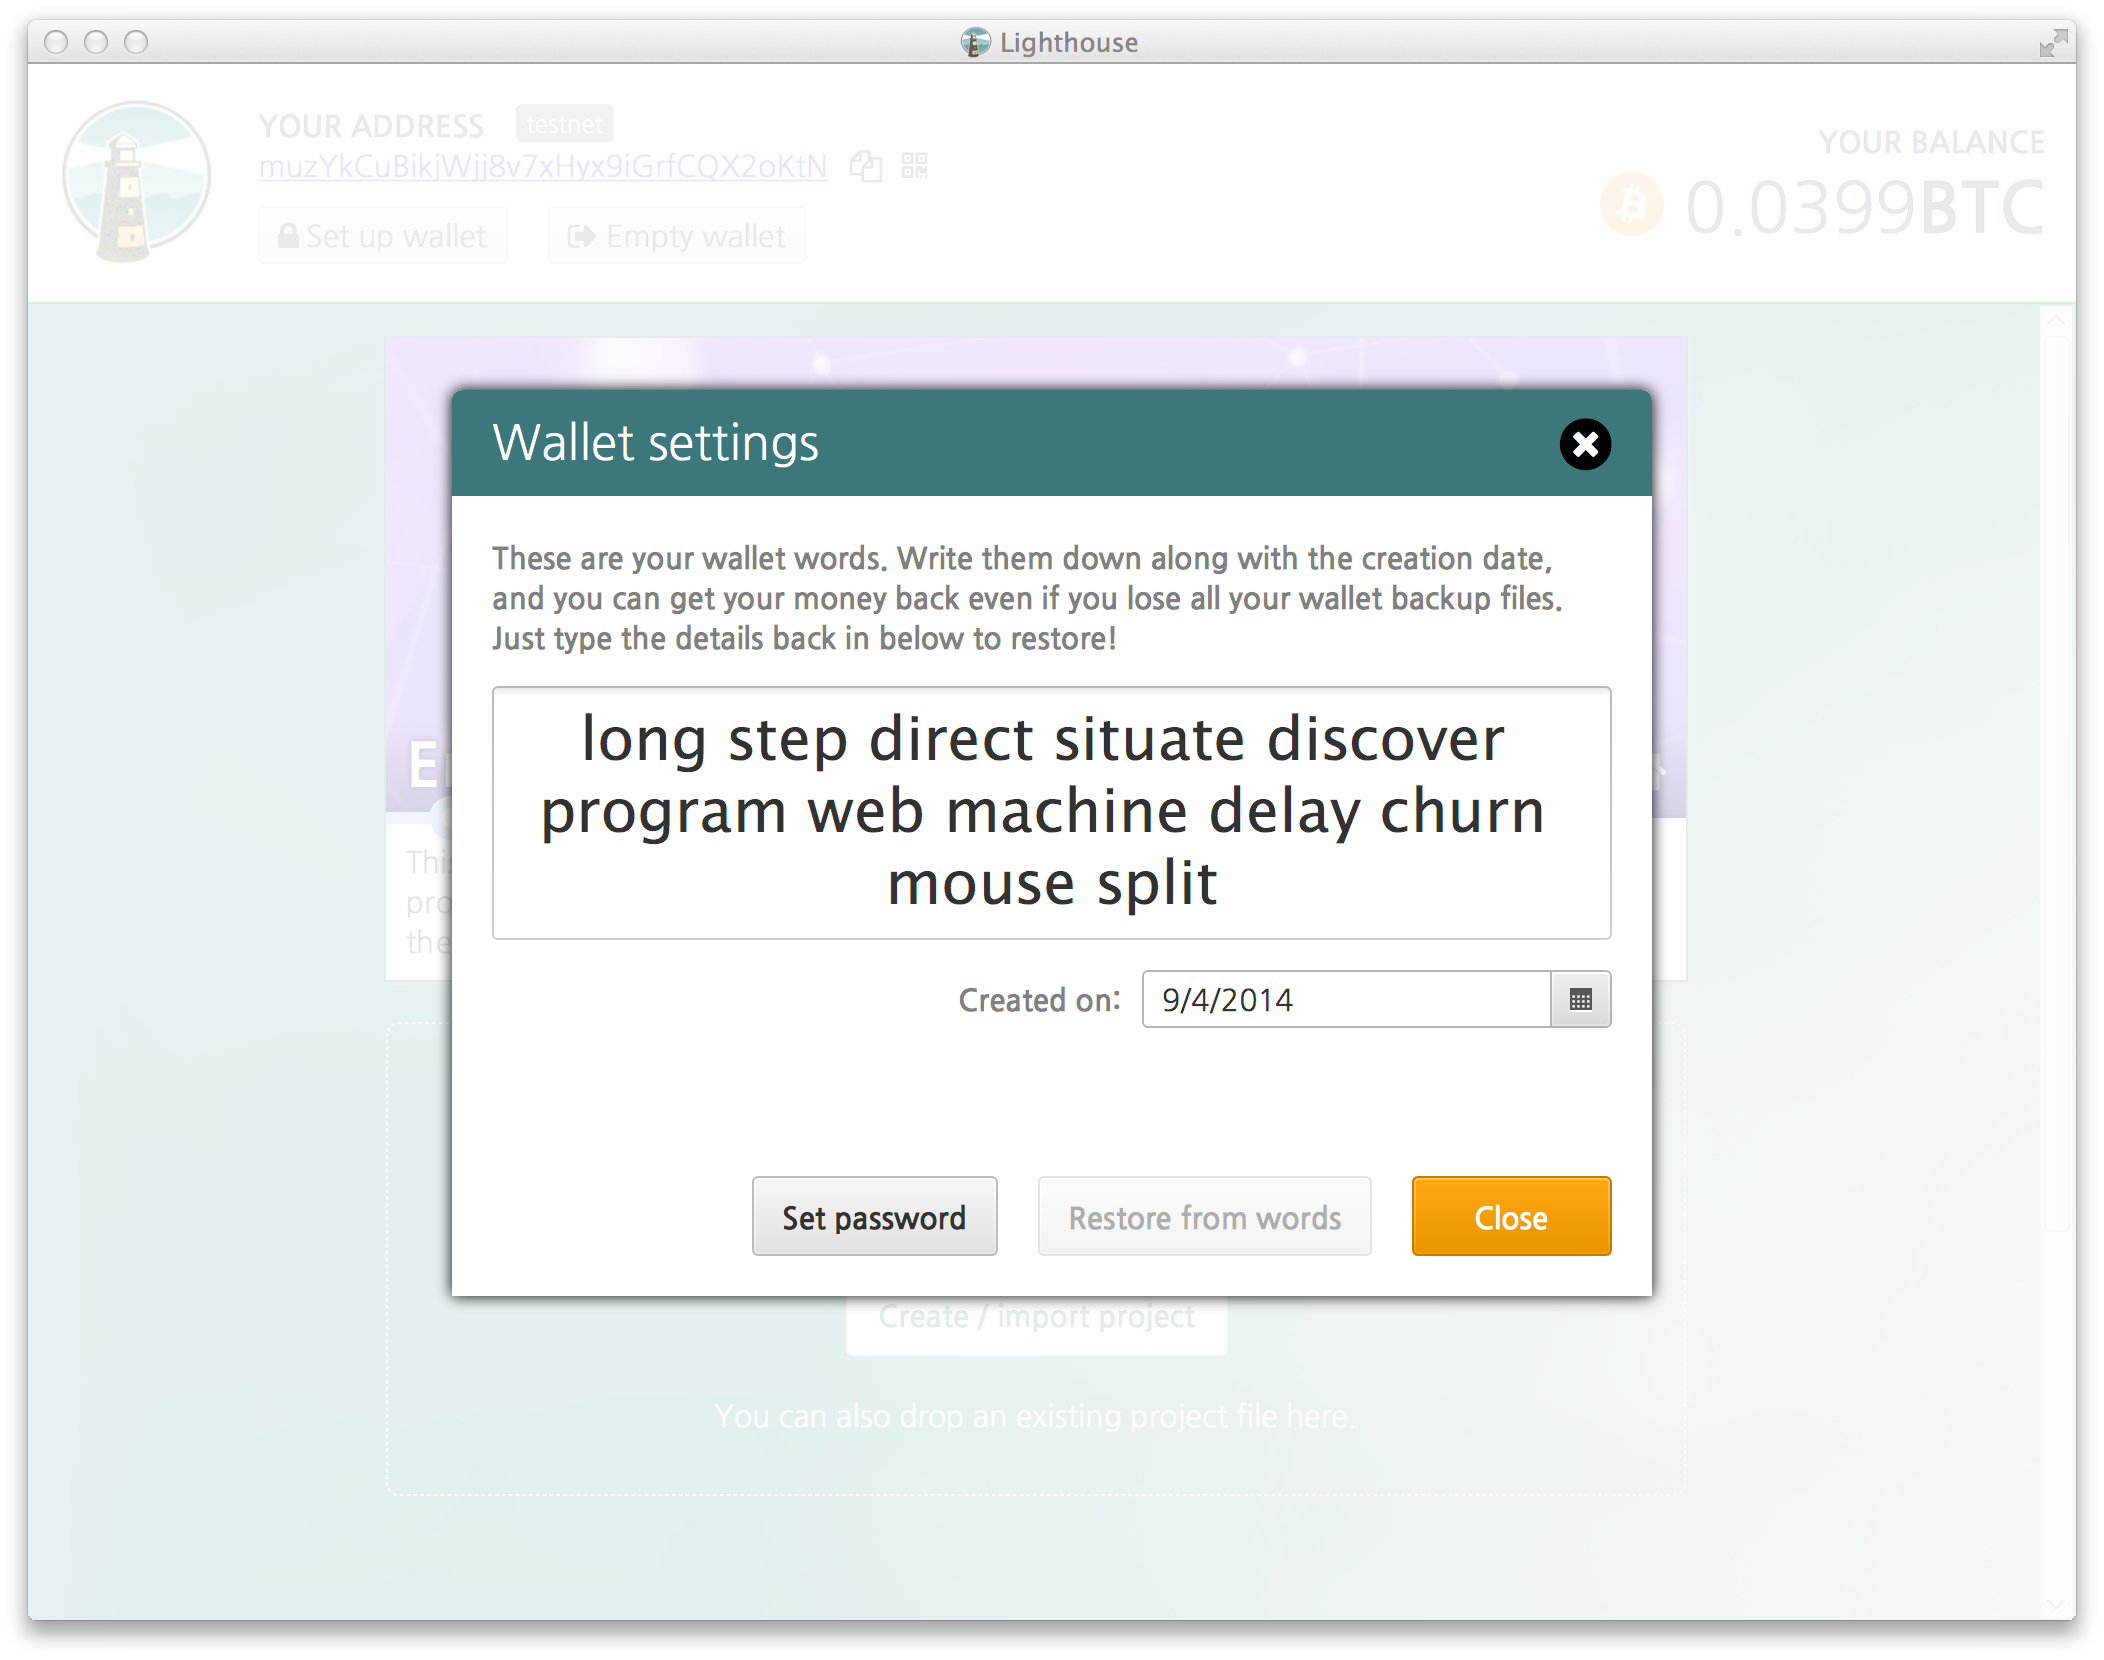 Lighthouse
YOUR ADDRESS testnet
muzYkCuBikjWjj8v7xHyx9iGrfCQX2oKtN
Set up wallet
Empty wallet
YOUR BALANCE
0.0399BTC
Wallet settings
These are your wallet words. Write them down along with the creation date,
and you can get your money back even if you lose all your wallet backup files.
Just type the details back in below to restore!
long step direct situate discover
program web machine delay churn
mouse split
Created on: 9/4/2014
Set password
Restore from words
Close
Create / import project
You can also drop an existing project file here.